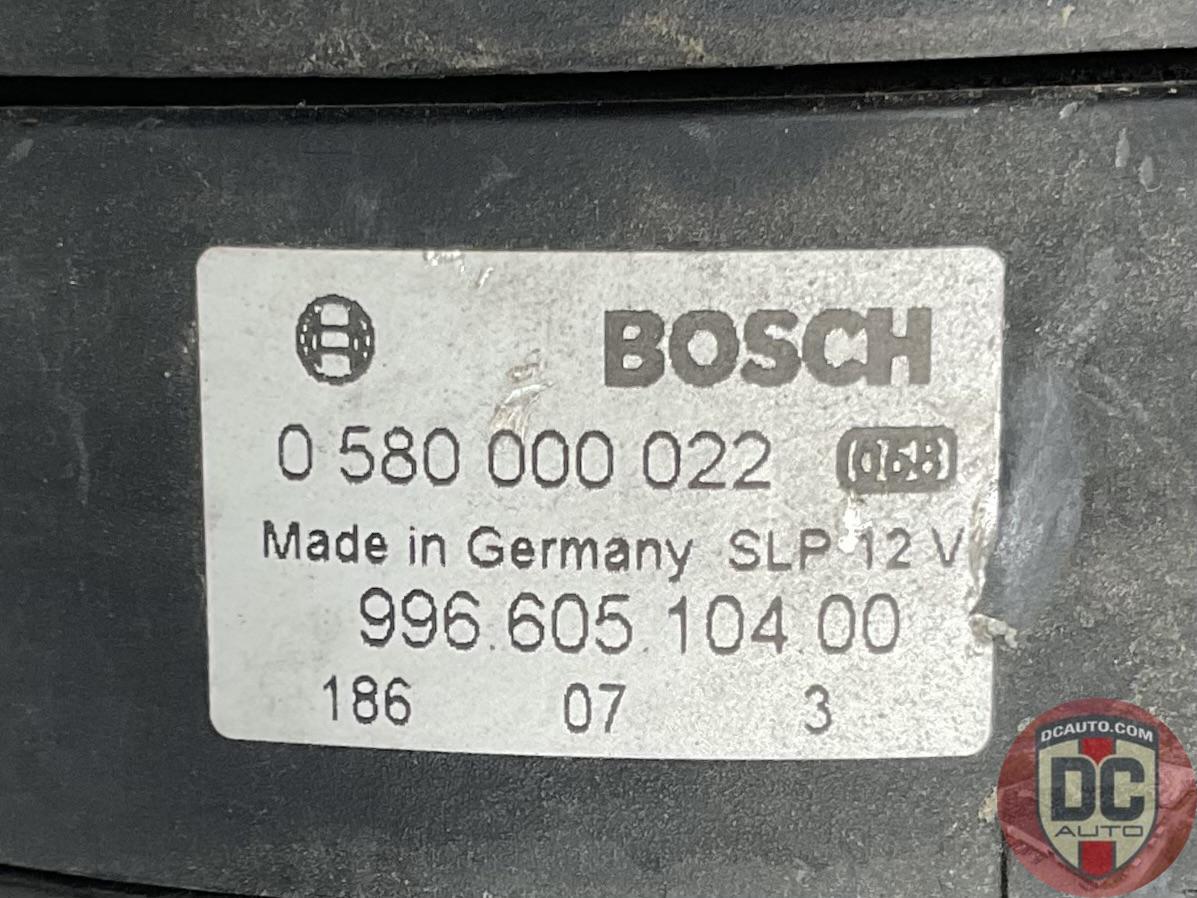 BOSCH
0 580 000 022 (068)
Made in Germany SLP 12 V
996.605.104.00
186 07 3
DCAUTO.COM
DC
AUTO